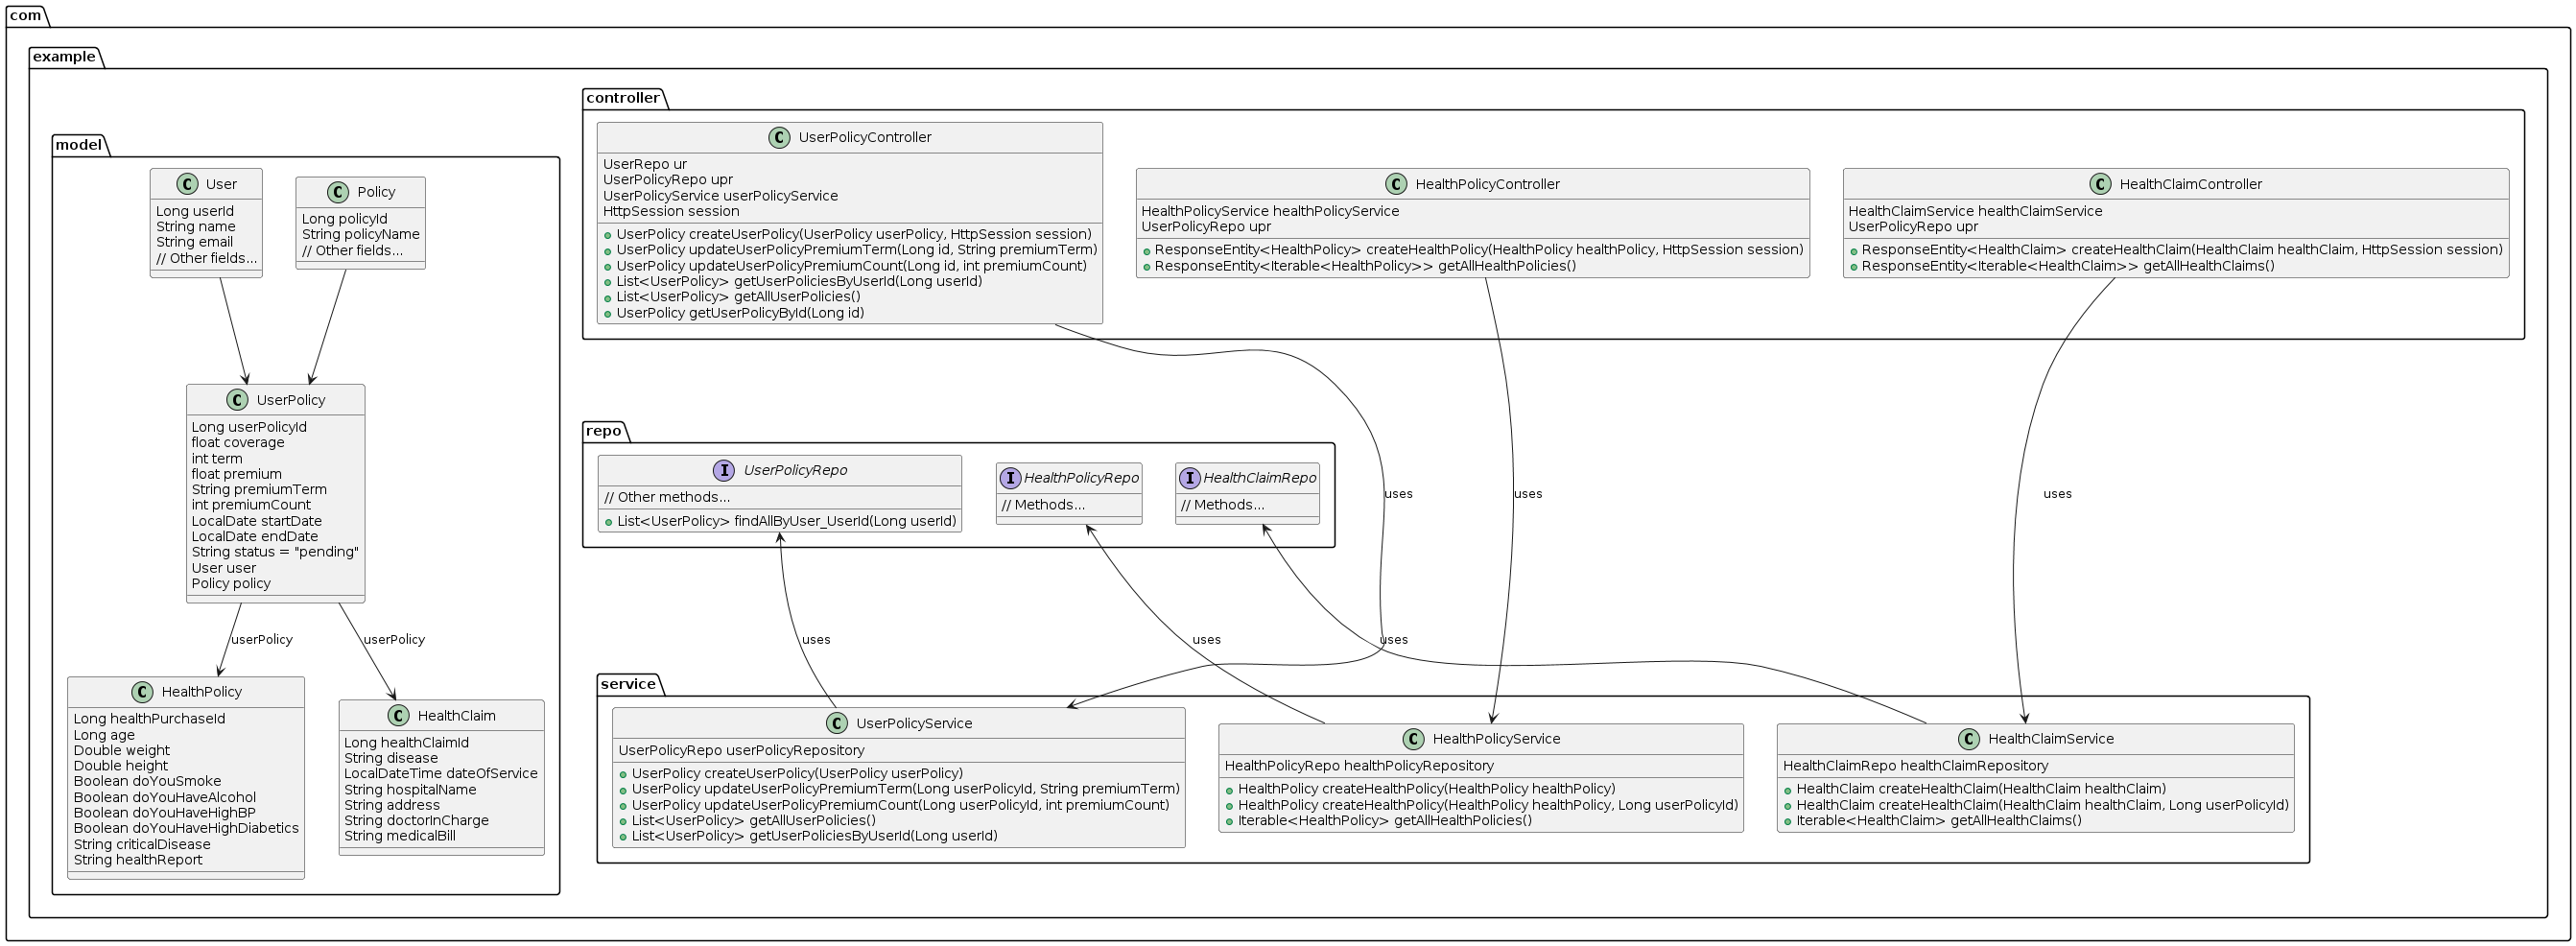 com
example
model
C User
Long userId
String name
String email
// Other fields...
C Policy
Long policyId
String policyName
// Other fields...
C UserPolicy
Long userPolicyId
float coverage
int term
float premium
String premiumTerm
int premiumCount
LocalDate startDate
LocalDate endDate
String status = "pending"
User user
Policy policy
userPolicy
userPolicy
C HealthPolicy
Long healthPurchaseId
Long age
Double weight
Double height
Boolean doYouSmoke
Boolean doYouHaveAlcohol
Boolean doYouHaveHighBP
Boolean doYouHaveHighDiabetics
String criticalDisease
String healthReport
C HealthClaim
Long healthClaimId
String disease
LocalDateTime dateOfService
String hospitalName
String address
String doctorInCharge
String medicalBill
controller
C UserPolicyController
UserRepo ur
UserPolicyRepo upr
UserPolicyService userPolicyService
HttpSession session
UserPolicy createUserPolicy(UserPolicy userPolicy, HttpSession session)
UserPolicy updateUserPolicyPremiumTerm(Long id, String premiumTerm)
UserPolicy updateUserPolicyPremiumCount(Long id, int premiumCount)
List<UserPolicy> getUserPoliciesByUserId(Long userId)
List<UserPolicy> getAllUserPolicies()
UserPolicy getUserPolicyById(Long id)
C HealthPolicyController
HealthPolicyService healthPolicyService
UserPolicyRepo upr
ResponseEntity<HealthPolicy> createHealthPolicy(HealthPolicy healthPolicy, HttpSession session)
ResponseEntity<Iterable<HealthPolicy>> getAllHealthPolicies()
C HealthClaimController
HealthClaimService healthClaimService
UserPolicyRepo upr
ResponseEntity<HealthClaim> createHealthClaim(HealthClaim healthClaim, HttpSession session)
ResponseEntity<Iterable<HealthClaim>> getAllHealthClaims()
repo
I UserPolicyRepo
// Other methods...
List<UserPolicy> findAllByUser_UserId(Long userId)
I HealthPolicyRepo
// Methods...
I HealthClaimRepo
// Methods...
uses
uses
uses
uses
uses
uses
service
C UserPolicyService
UserPolicyRepo userPolicyRepository
UserPolicy createUserPolicy(UserPolicy userPolicy)
UserPolicy updateUserPolicyPremiumTerm(Long userPolicyId, String premiumTerm)
UserPolicy updateUserPolicyPremiumCount(Long userPolicyId, int premiumCount)
List<UserPolicy> getAllUserPolicies()
List<UserPolicy> getUserPoliciesByUserId(Long userId)
C HealthPolicyService
HealthPolicyRepo healthPolicyRepository
HealthPolicy createHealthPolicy(HealthPolicy healthPolicy)
HealthPolicy createHealthPolicy(HealthPolicy healthPolicy, Long userPolicyId)
Iterable<HealthPolicy> getAllHealthPolicies()
C HealthClaimService
HealthClaimRepo healthClaimRepository
HealthClaim createHealthClaim(HealthClaim healthClaim)
HealthClaim createHealthClaim(HealthClaim healthClaim, Long userPolicyId)
Iterable<HealthClaim> getAllHealthClaims()